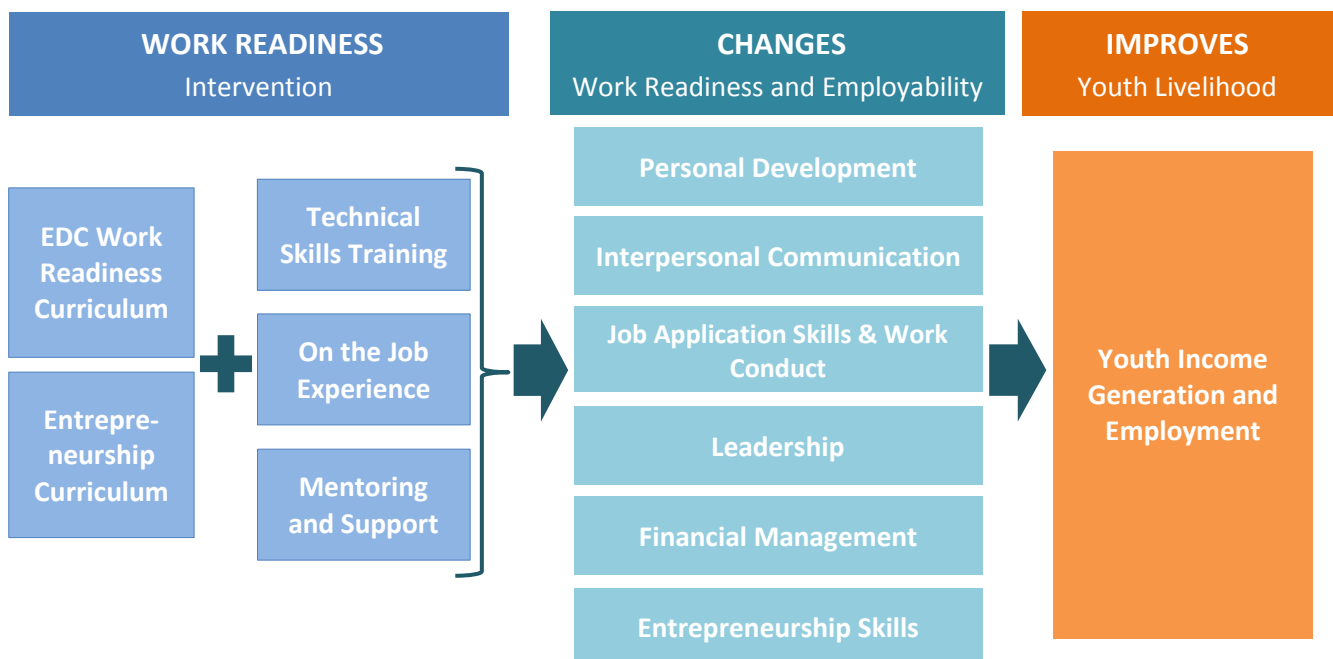 WORK READINESS
Intervention
CHANGES
Work Readiness and Employability
IMPROVES
Youth Livelihood
EDC Work
Readiness
Curriculum
Entrepre-
neurship
Curriculum
Technical
Skills Training
On the Job
Experience
Mentoring
and Support
Personal Development
Interpersonal Communication
Job Application Skills & Work
Conduct
Leadership
Financial Management
Entrepreneurship Skills
Youth Income
Generation and
Employment